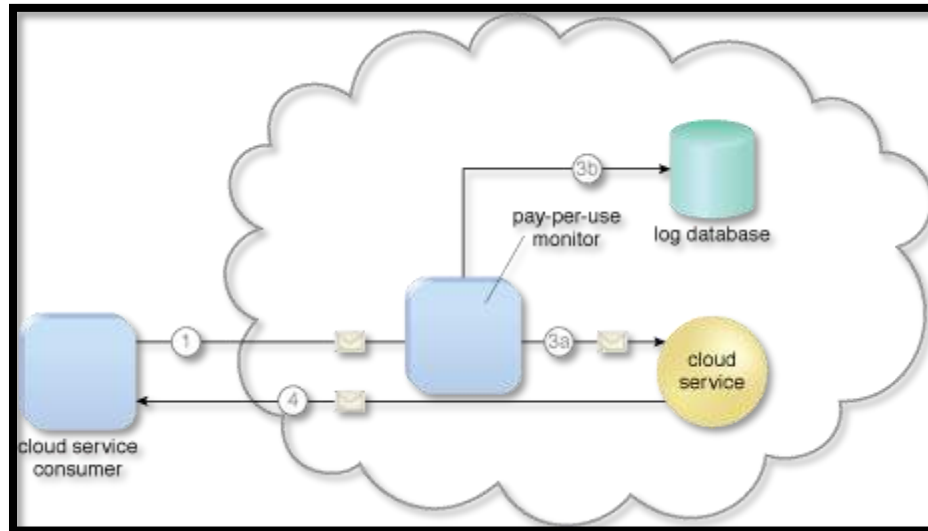 3b
pay-per-use
monitor
log database
1
3a
cloud
service
4
cloud service
consumer